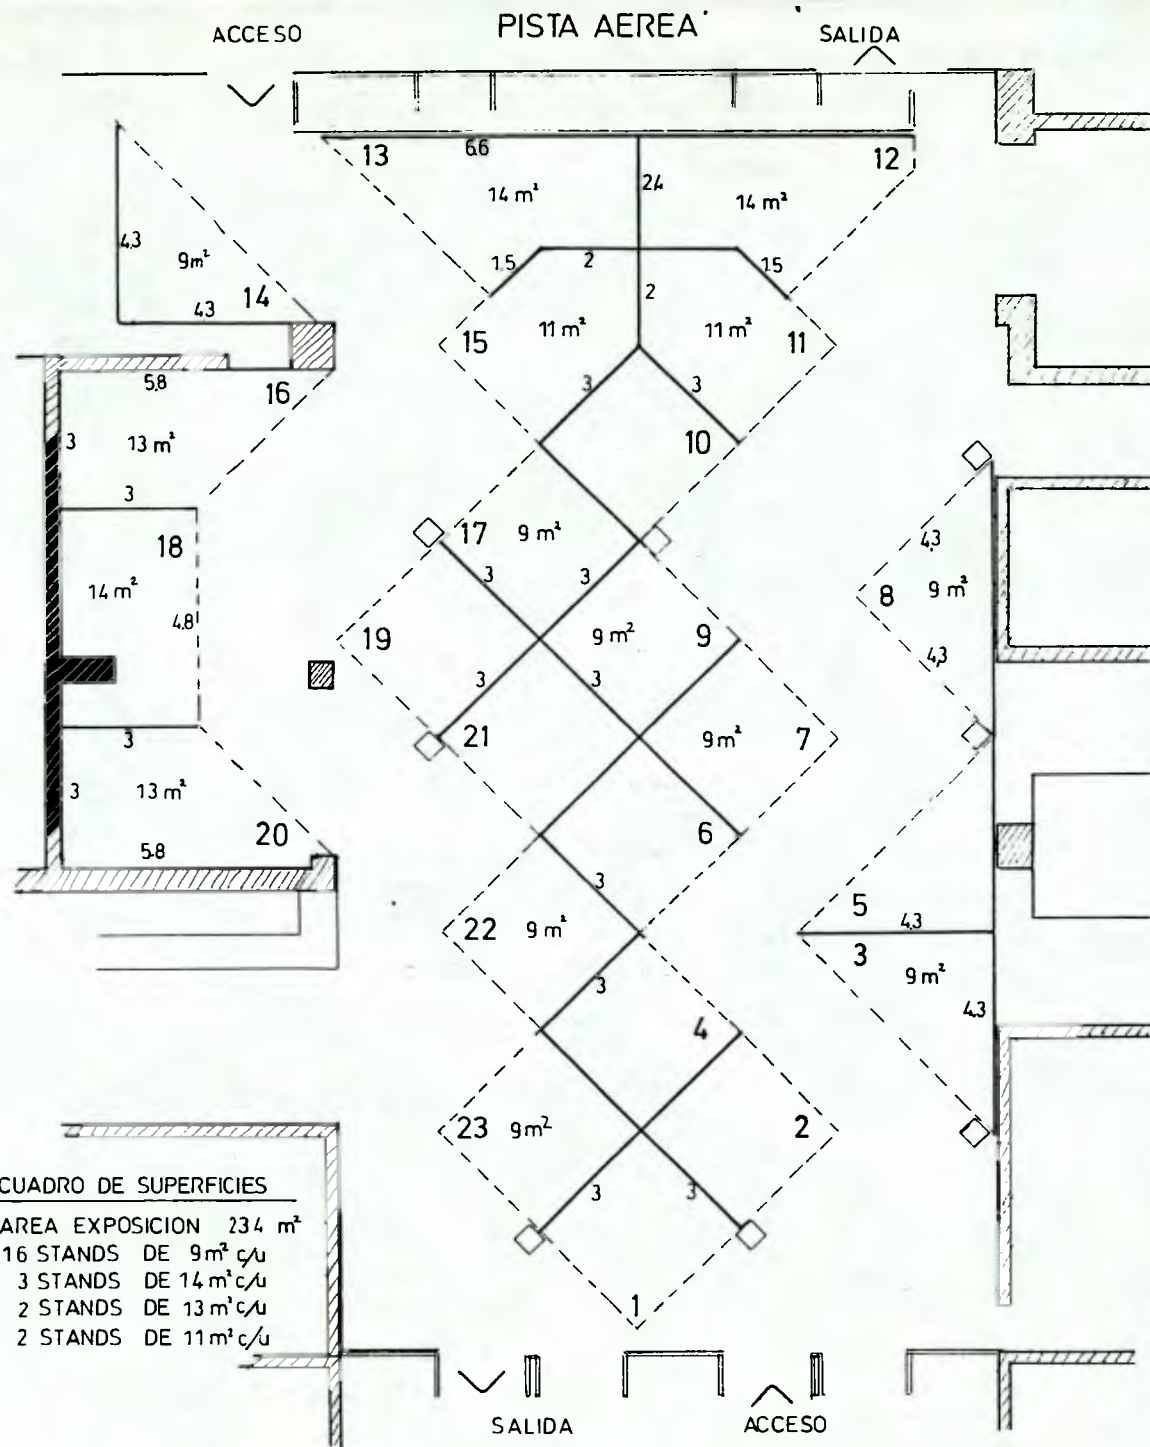 PISTA AEREA
ACCESO
SALIDA
13
6.6
12
24
14 m²
14 m²
4.3
9m²
1.5
2
1.5
14
2
43
11 m²
11 m²
15
11
5.8
16
3
3
3
13 m²
10
3
17
9 m²
18
4.3
3
3
14 m²
8
9 m²
4.8
19
9 m²
9
4.3
3
3
3
21
9 m²
7
3
13 m²
20
6
5.8
3
5
4.3
22
9 m²
3
9 m²
3
4.3
4
23
9m²
2
3
3
1
CUADRO DE SUPERFICIES
AREA EXPOSICION 234 m²
16 STANDS DE 9m² c/u
3 STANDS DE 14 m² c/u
2 STANDS DE 13 m² c/u
2 STANDS DE 11 m² c/u
SALIDA
ACCESO